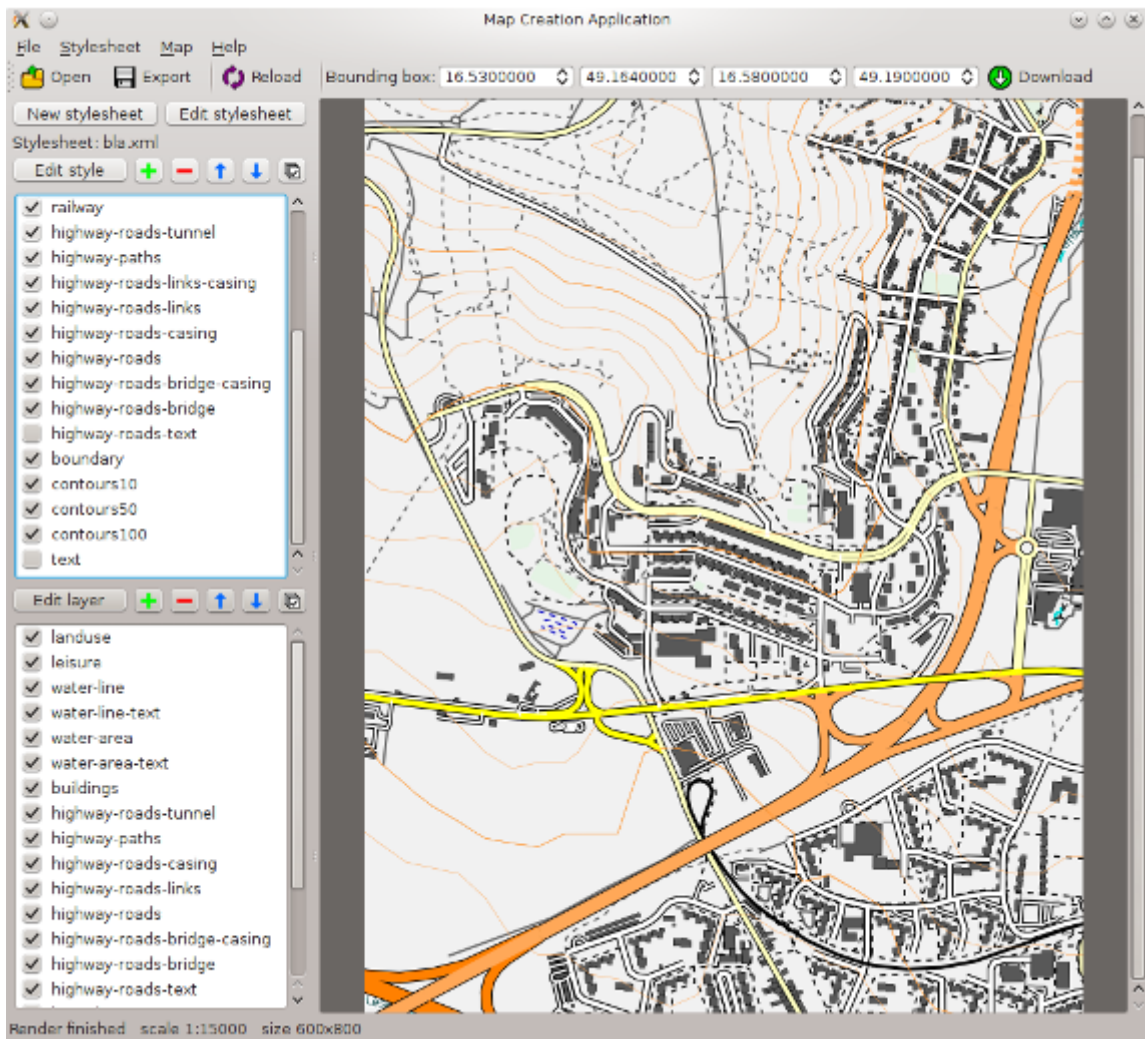 Map Creation Application
File Stylesheet Map Help
Open Export Reload Bounding box: 16.5300000 49.1640000 16.5800000 49.1900000 Download
New stylesheet Edit stylesheet
Stylesheet: bla.xml
Edit style
railway
highway-roads-tunnel
highway-paths
highway-roads-links-casing
highway-roads-links
highway-roads-casing
highway-roads
highway-roads-bridge-casing
highway-roads-bridge
highway-roads-text
boundary
contours10
contours50
contours100
text
Edit layer
landuse
leisure
water-line
water-line-text
water-area
water-area-text
buildings
highway-roads-tunnel
highway-paths
highway-roads-casing
highway-roads-links
highway-roads
highway-roads-bridge-casing
highway-roads-bridge
highway-roads-text
Render finished scale 1:15000 size 600x800